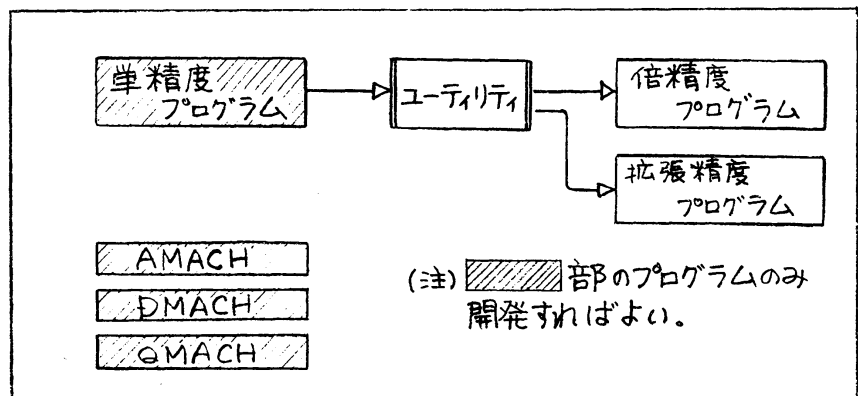 単精度
プログラム
ユーティリティ
倍精度
プログラム
拡張精度
プログラム
AMACH
DMACH
QMACH
(注) 部のプログラムのみ
開発すればよい。